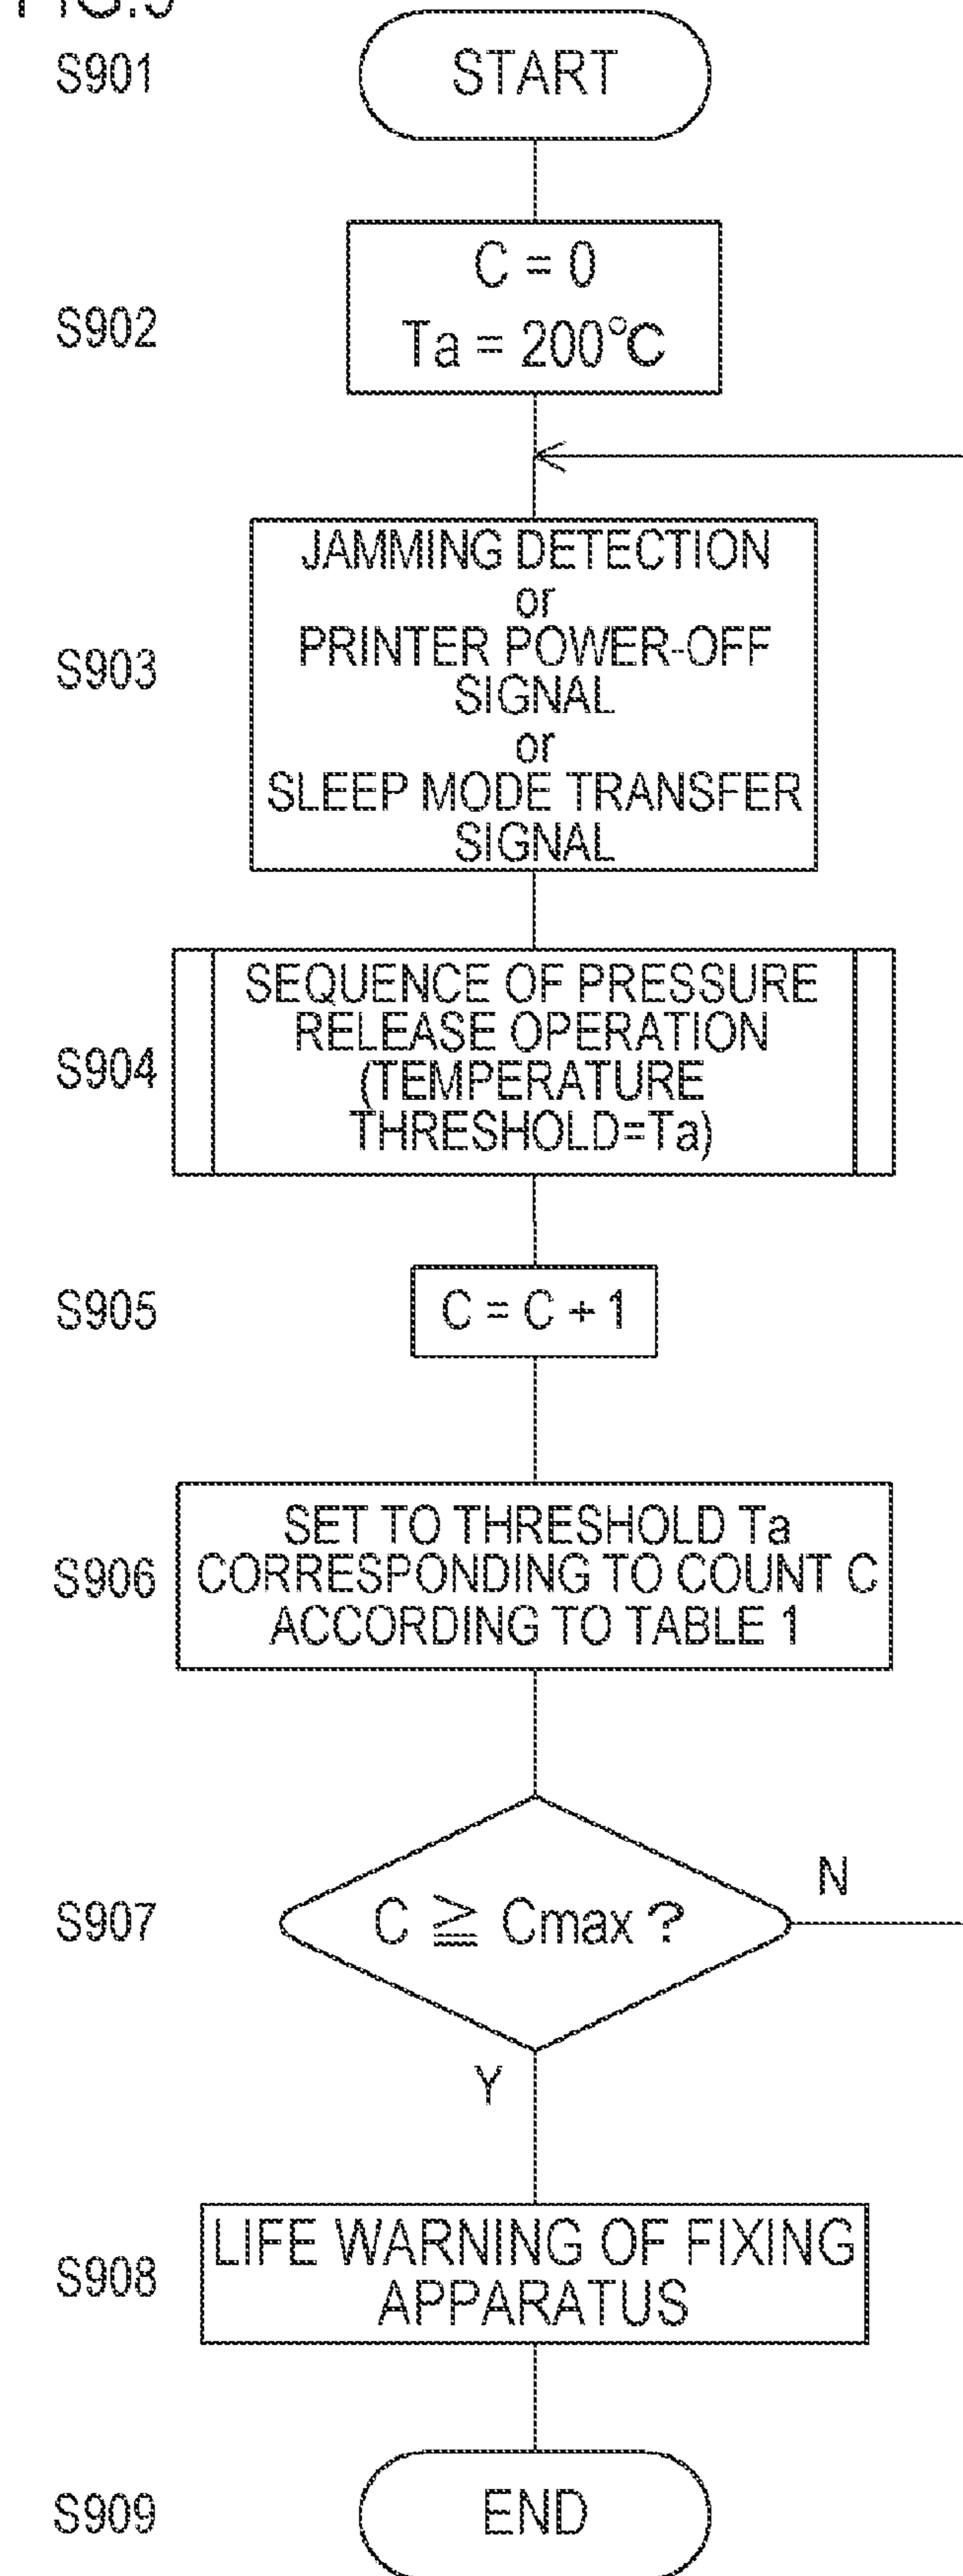 S901
START
S902
C = 0
Ta = 200°C
S903
JAMMING DETECTION
or
PRINTER POWER-OFF
SIGNAL
or
SLEEP MODE TRANSFER
SIGNAL
S904
SEQUENCE OF PRESSURE
RELEASE OPERATION
(TEMPERATURE
THRESHOLD=Ta)
S905
C = C + 1
S906
SET TO THRESHOLD Ta
CORRESPONDING TO COUNT C
ACCORDING TO TABLE 1
S907
C ≧ Cmax ?
N
Y
S908
LIFE WARNING OF FIXING
APPARATUS
S909
END